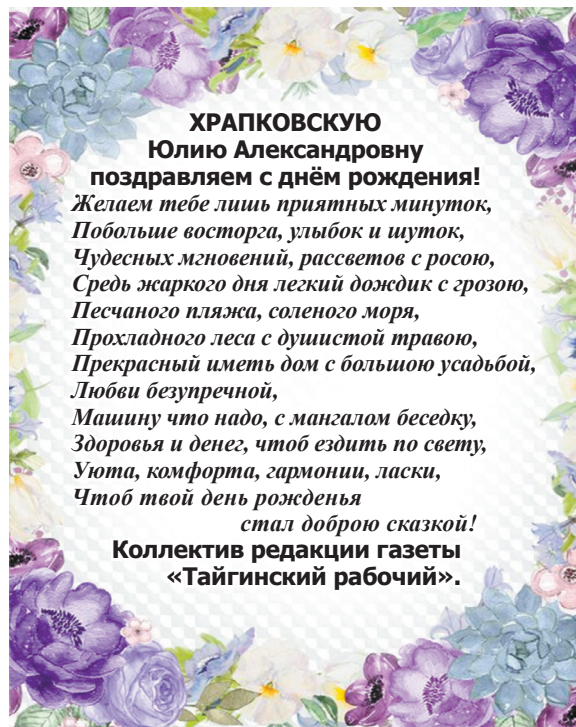 ХРАПКОВСКУЮ
Юлию Александровну
поздравляем с днём рождения!
Желаем тебе лишь приятных минуток,
Побольше восторга, улыбок и шуток,
Чудесных мгновений, рассветов с росою,
Средь жаркого дня легкий дождик с грозою,
Песчаного пляжа, соленого моря,
Прохладного леса с душистой травою,
Прекрасный иметь дом с большою усадьбой,
Любви безупречной,
Машину что надо, с мангалом беседку,
Здоровья и денег, чтоб ездить по свету,
Уюта, комфорта, гармонии, ласки,
Чтоб твой день рожденья
стал доброю сказкой!
Коллектив редакции газеты
«Тайгинский рабочий».